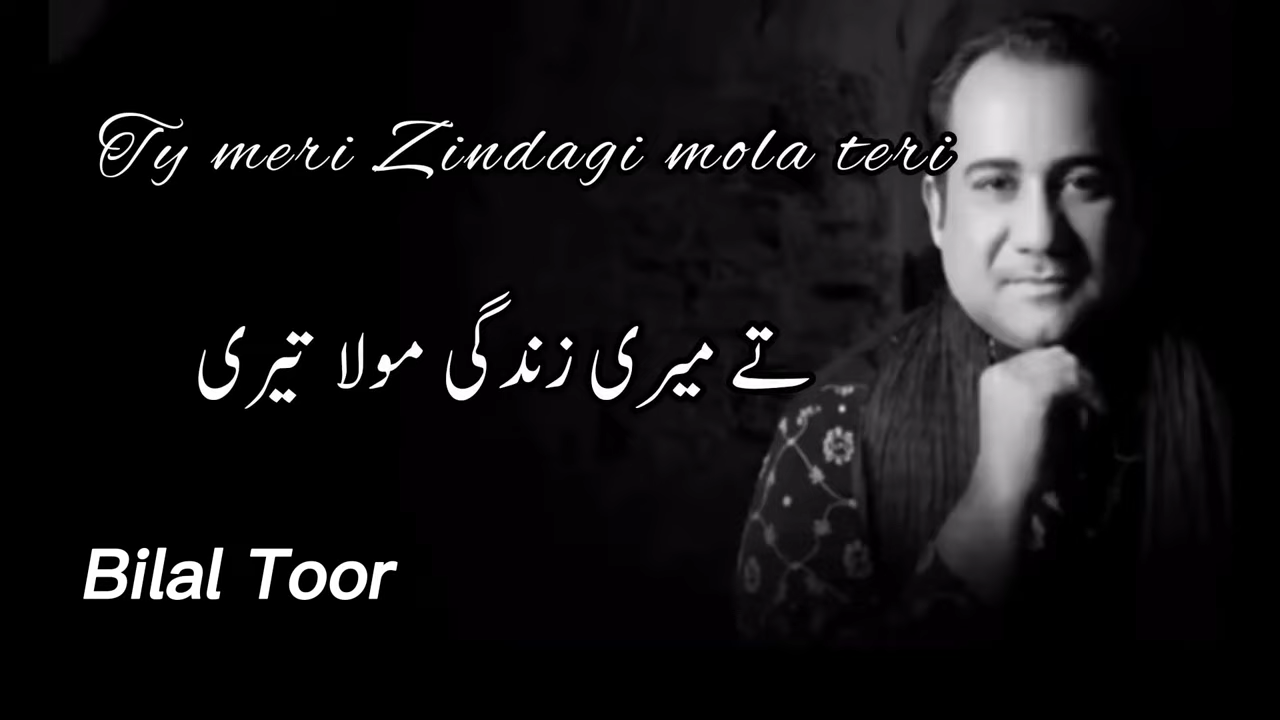 Ty meri Zindagi mola teri
تے میری زندگی مولا تیری
Bilal Toor